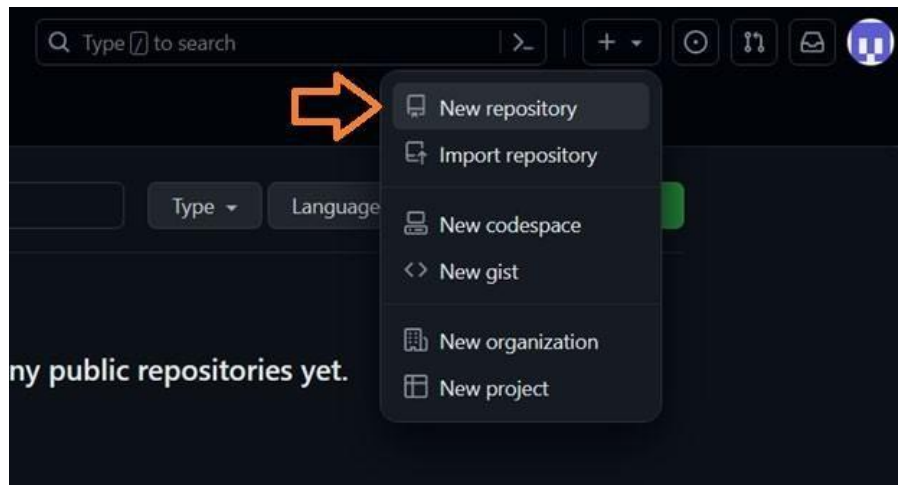 Type / to search
New repository
Import repository
Type
Language
New codespace
New gist
New organization
ny public repositories yet.
New project